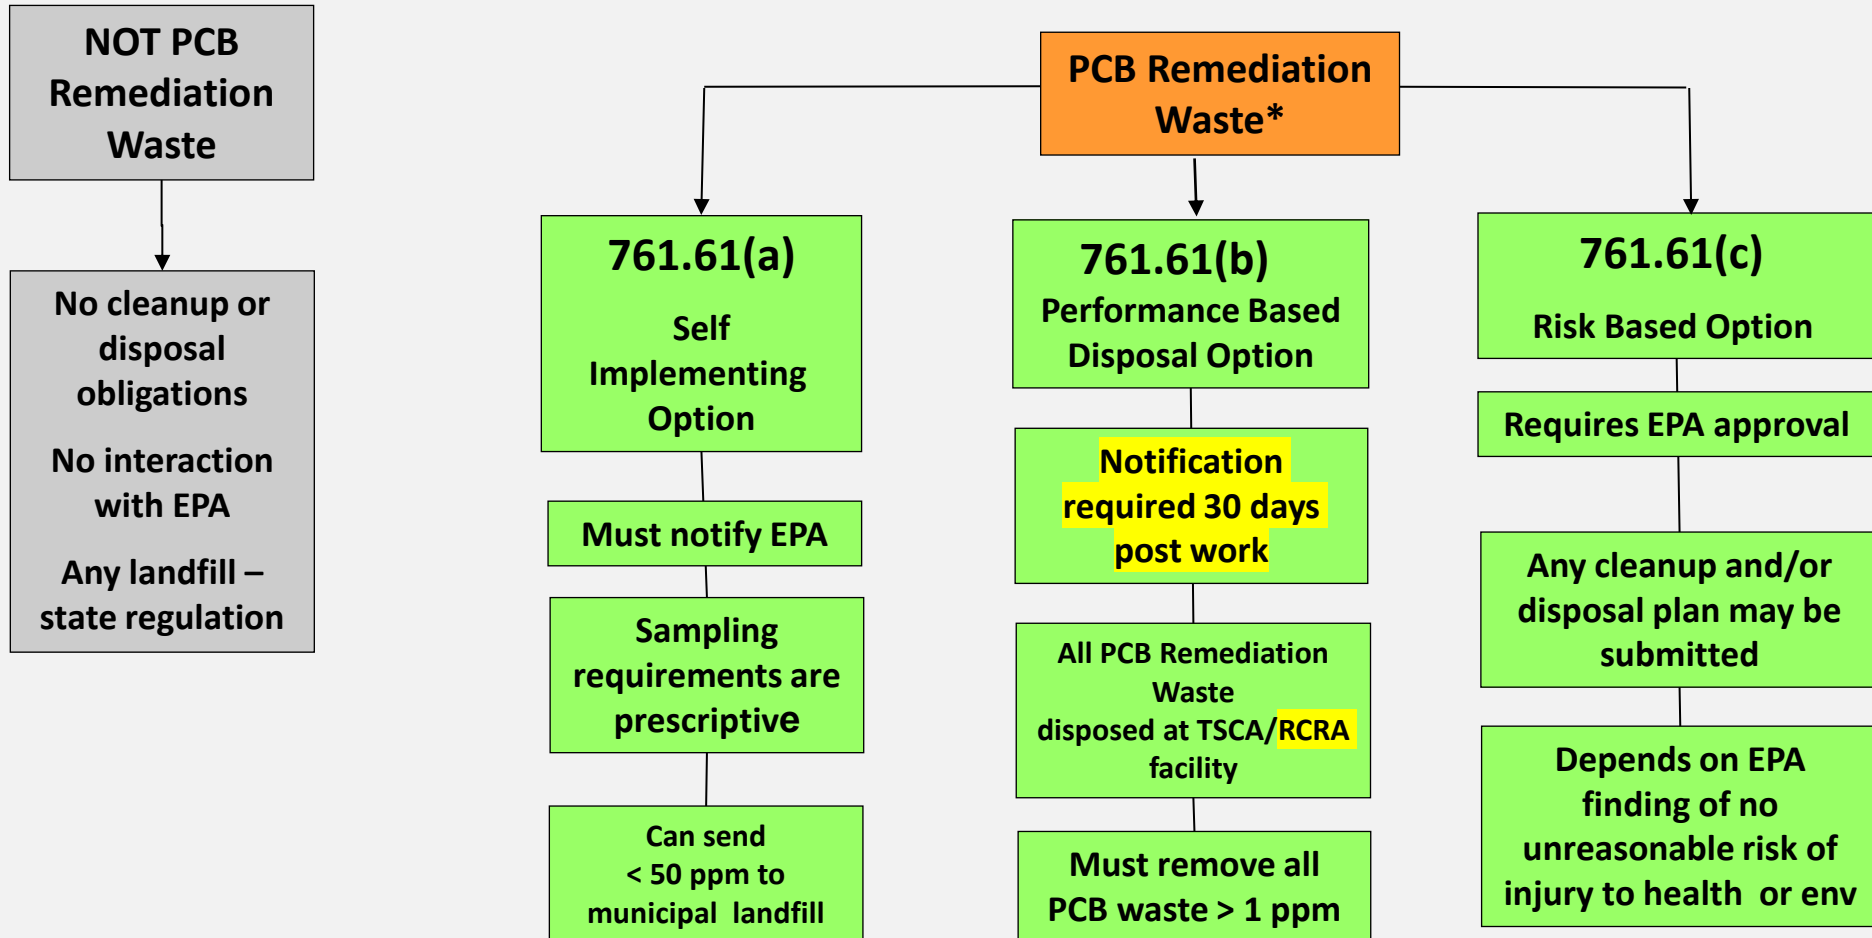 NOT PCB
Remediation
Waste
No cleanup or
disposal
obligations
No interaction
with EPA
Any landfill –
state regulation
PCB Remediation
Waste*
761.61(a)
Self
Implementing
Option
Must notify EPA
Sampling
requirements are
prescriptive
Can send
< 50 ppm to
municipal landfill
761.61(b)
Performance Based
Disposal Option
Notification
required 30 days
post work
All PCB Remediation
Waste
disposed at TSCA/RCRA
facility
Must remove all
PCB waste > 1 ppm
761.61(c)
Risk Based Option
Requires EPA approval
Any cleanup and/or
disposal plan may be
submitted
Depends on EPA
finding of no
unreasonable risk of
injury to health or env